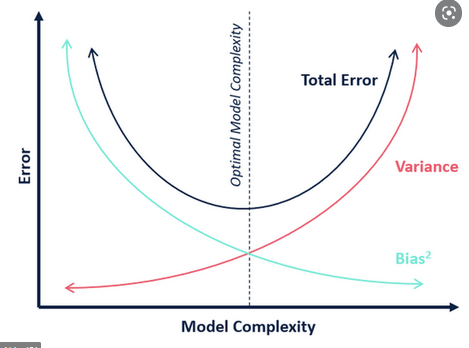 Optimal Model Complexity
Total Error
Error
Variance
Bias²
Model Complexity